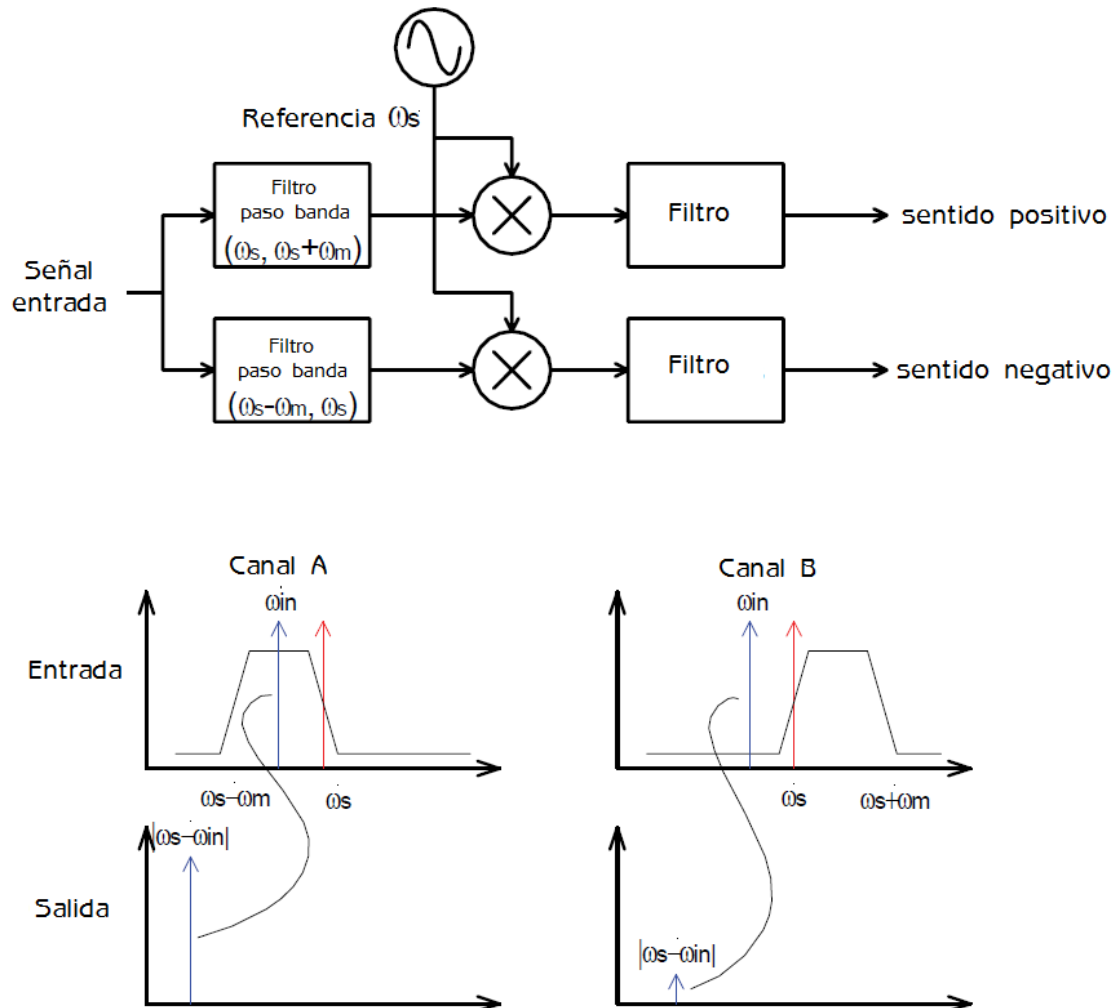 Referencia ωs
Filtro
paso banda
(ωs, ωs+ωm)
Filtro
sentido positivo
Señal
entrada
Filtro
paso banda
(ωs-ωm, ωs)
Filtro
sentido negativo
Canal A
Canal B
ωin
ωin
Entrada
ωs-ωm
ωs
ωs
ωs+ωm
|ωs-ωin|
Salida
|ωs-ωin|